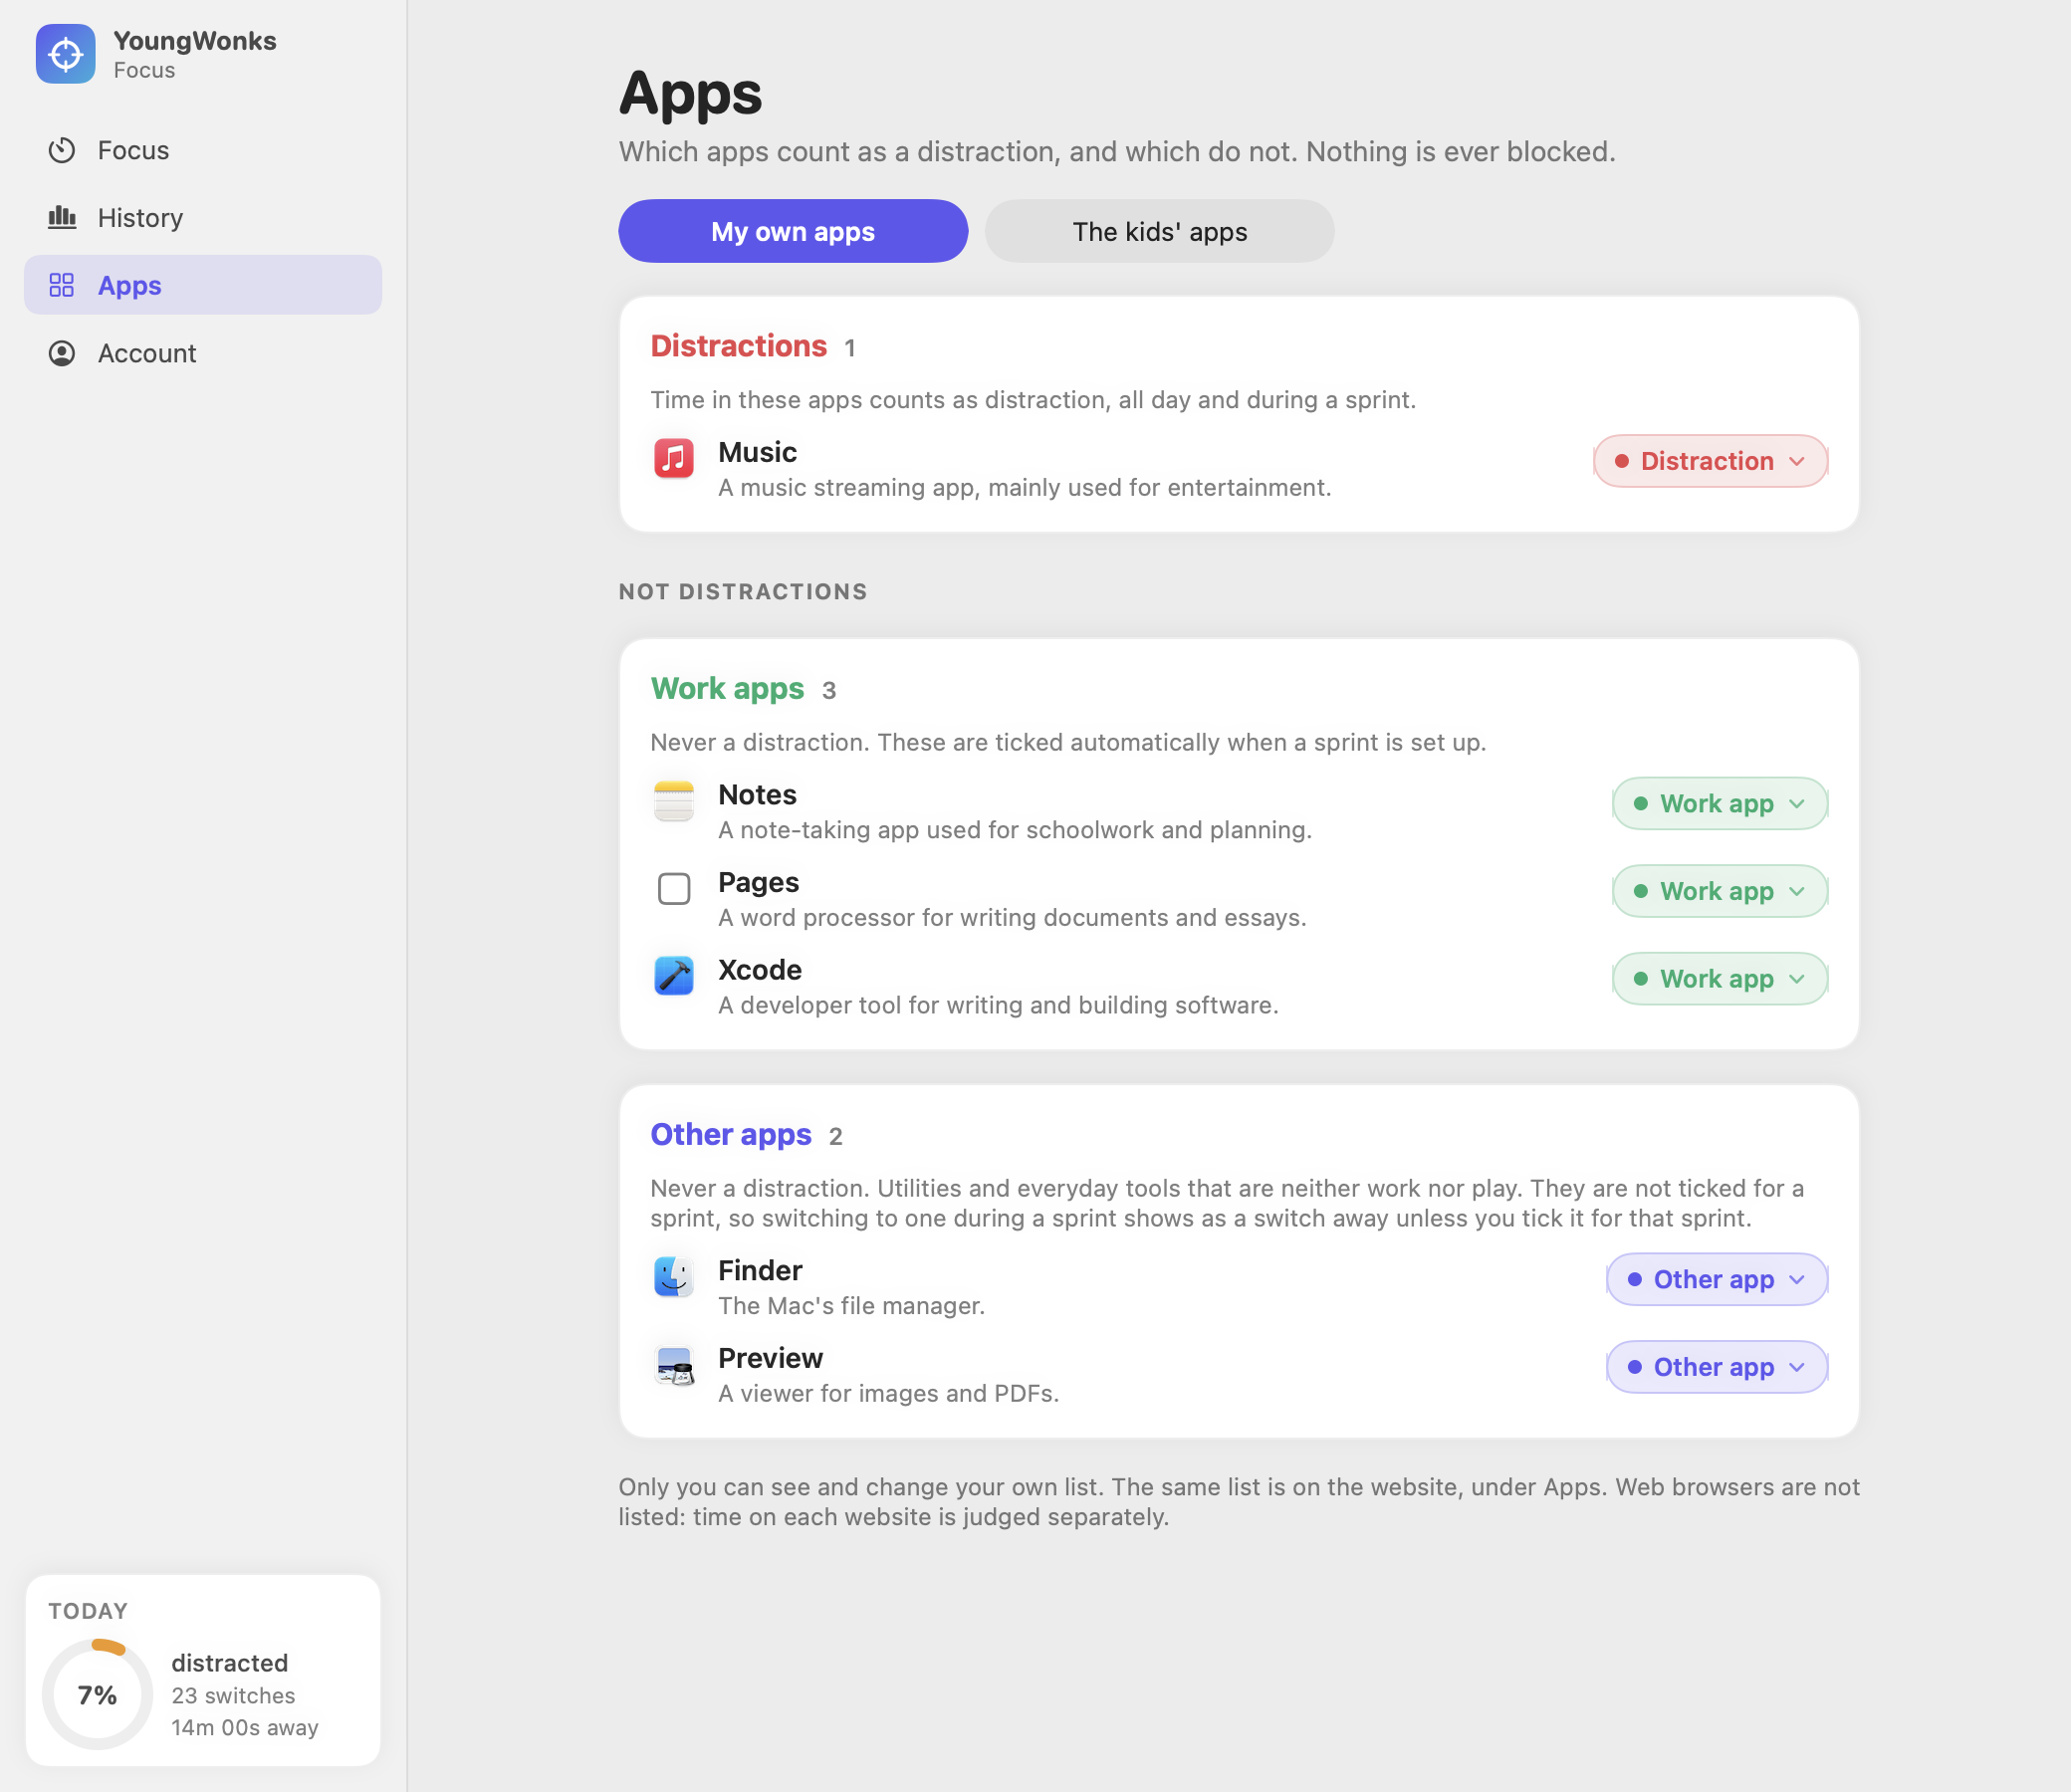 YoungWonks
Focus
Focus
History
Apps
Account
TODAY
7%
distracted
23 switches
14m 00s away
Apps
Which apps count as a distraction, and which do not. Nothing is ever blocked.
My own apps
The kids' apps
Distractions 1
Time in these apps counts as distraction, all day and during a sprint.
Music
A music streaming app, mainly used for entertainment.
Distraction
NOT DISTRACTIONS
Work apps 3
Never a distraction. These are ticked automatically when a sprint is set up.
Notes
A note-taking app used for schoolwork and planning.
Work app
Pages
A word processor for writing documents and essays.
Work app
Xcode
A developer tool for writing and building software.
Work app
Other apps 2
Never a distraction. Utilities and everyday tools that are neither work nor play. They are not ticked for a
sprint, so switching to one during a sprint shows as a switch away unless you tick it for that sprint.
Finder
The Mac's file manager.
Other app
Preview
A viewer for images and PDFs.
Other app
Only you can see and change your own list. The same list is on the website, under Apps. Web browsers are not
listed: time on each website is judged separately.